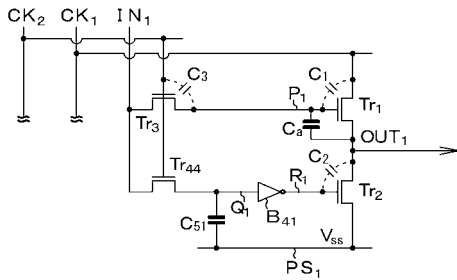 CK2 CK1 IN1
C3 P1 C1
Tr3 Ca Tr1
OUT1
Tr44 C2
R1
C51 Q1 B41 Tr2
Vss
PS1